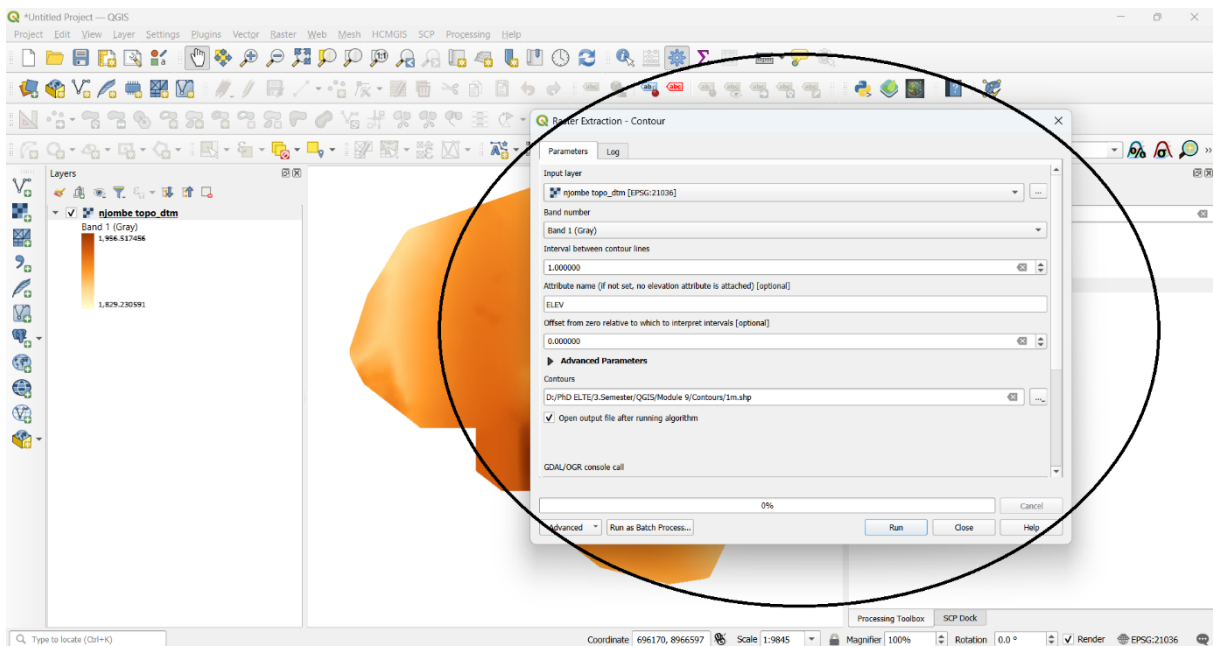 *Untitled Project — QGIS
Project Edit View Layer Settings Plugins Vector Raster Web Mesh HCMGIS SCP Processing Help
abc
abc
Layers
njombe topo_dtm
Band 1 (Gray)
1,956.517456
1,829.230591
Raster Extraction - Contour
Parameters Log
Input layer
njombe topo_dtm [EPSG:21036]
...
Band number
Band 1 (Gray)
Interval between contour lines
1.000000
Attribute name (if not set, no elevation attribute is attached) [optional]
ELEV
Offset from zero relative to which to interpret intervals [optional]
0.000000
Advanced Parameters
Contours
D:/PhD ELTE/3.Semester/QGIS/Module 9/Contours/1m.shp
...
Open output file after running algorithm
GDAL/OGR console call
0%
Cancel
Advanced Run as Batch Process... Run Close Help
Processing Toolbox SCP Dock
Type to locate (Ctrl+K) Coordinate 696170, 8966597 Scale 1:9845 Magnifier 100% Rotation 0.0 ° Render EPSG:21036